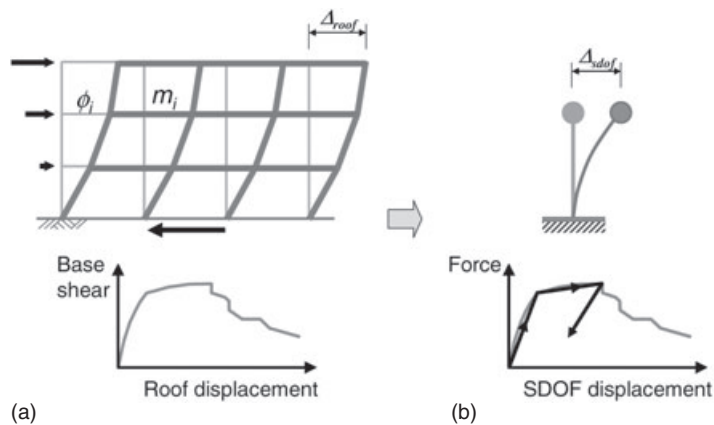 Δroof
ϕi
mi
Base
shear
Roof displacement
(a)
Δsdof
Force
SDOF displacement
(b)